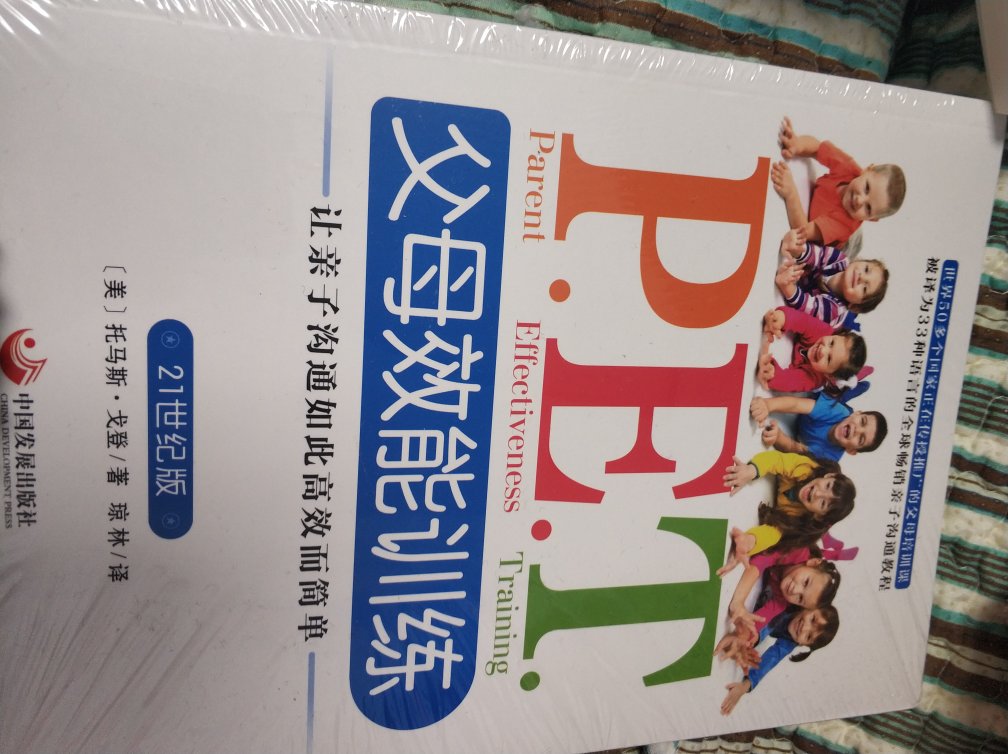 世界50多个国家正在传授推广的父母培训课
被译为33种语言的全球畅销亲子沟通教程
P.E.T.
Parent Effectiveness Training
父母效能训练
让亲子沟通如此高效而简单
21世纪版
〔美〕托马斯·戈登/著 琼林/译
中国发展出版社
CHINA DEVELOPMENT PRESS